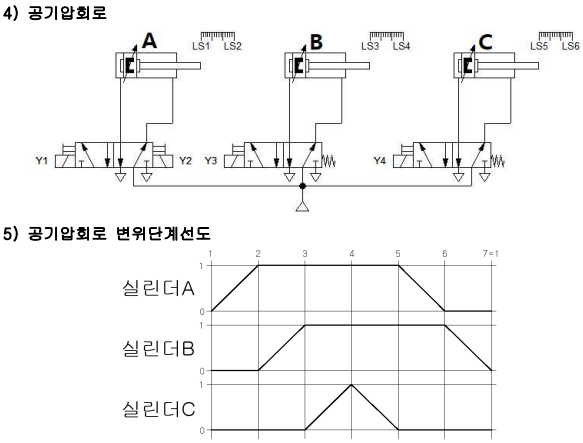 4) 공기압회로
A
LS1 LS2
B
LS3 LS4
C
LS5 LS6
Y1
Y2
Y3
Y4
5) 공기압회로 변위단계선도
1 2 3 4 5 6 7=1
실린더A
1
0
실린더B
1
0
실린더C
1
0